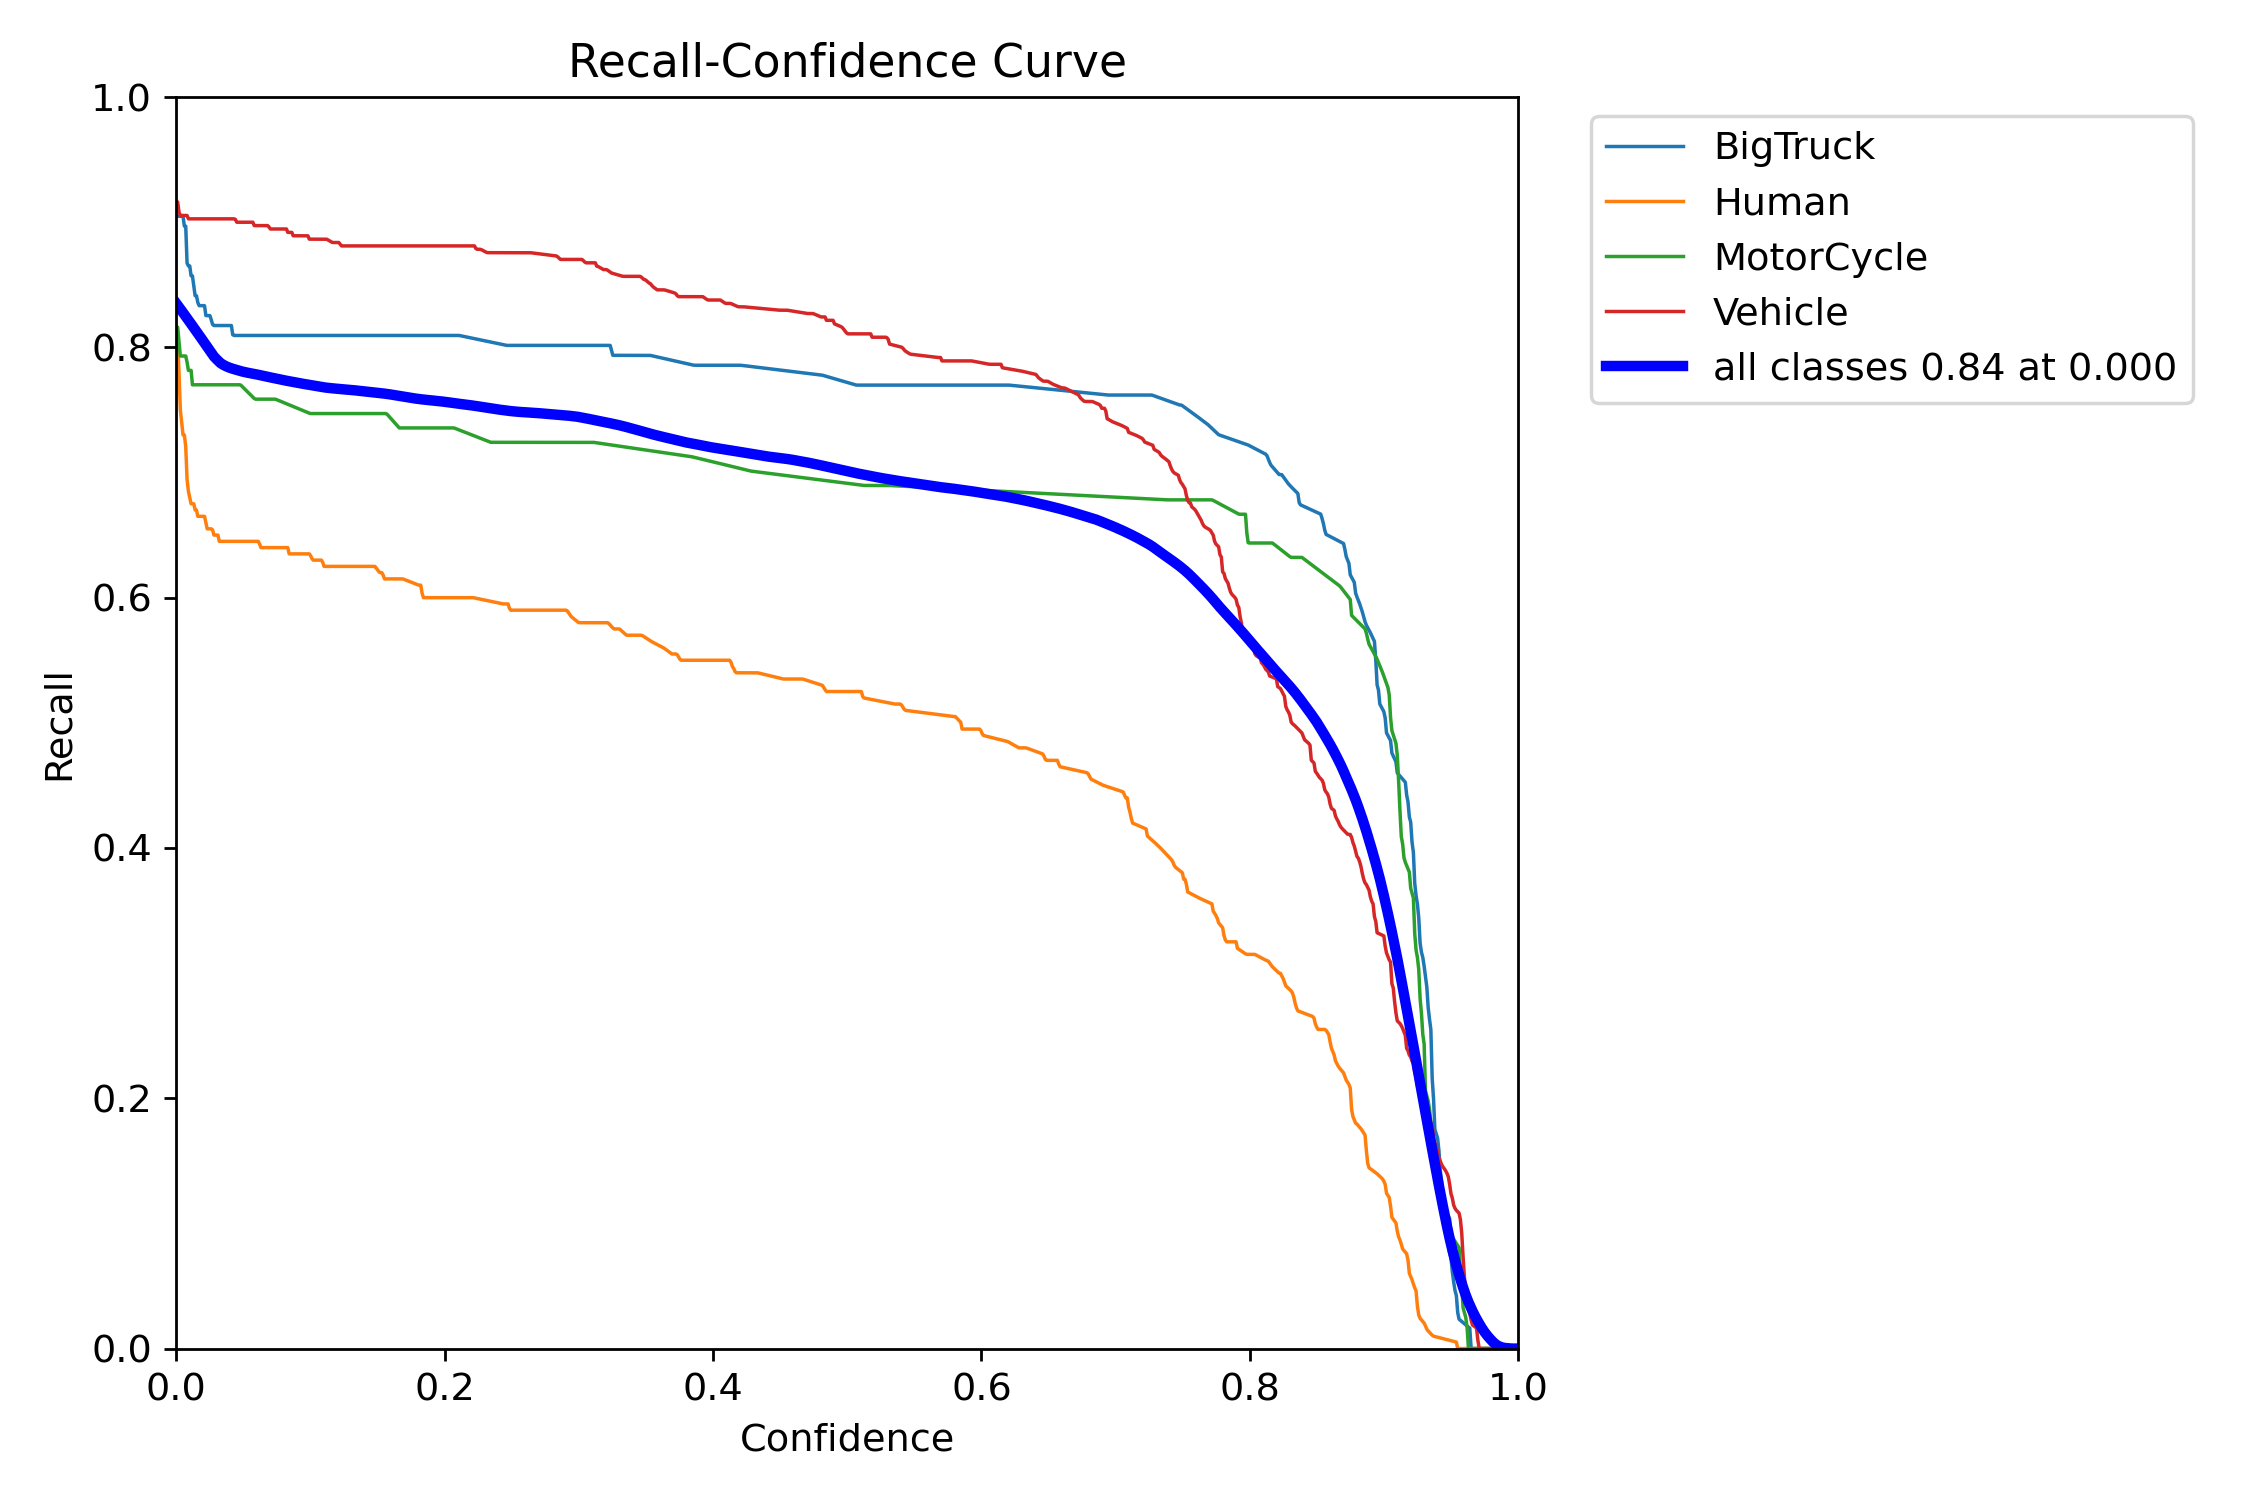 Recall-Confidence Curve
1.0
0.8
0.6
0.4
0.2
0.0
Recall
0.0 0.2 0.4 0.6 0.8 1.0
Confidence
BigTruck
Human
MotorCycle
Vehicle
all classes 0.84 at 0.000